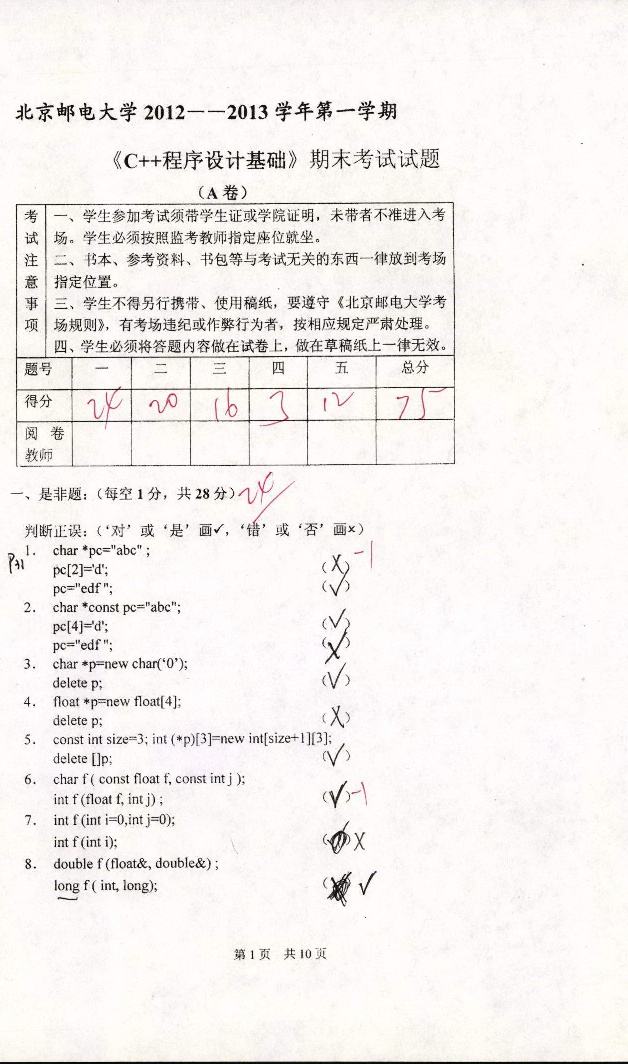 北京邮电大学 2012——2013 学年第一学期
《C++程序设计基础》期末考试试题
（A 卷）
考试注意事项
一、学生参加考试须带学生证或学院证明，未带者不准进入考
场。学生必须按照监考教师指定座位就坐。
二、书本、参考资料、书包等与考试无关的东西一律放到考场
指定位置。
三、学生不得另行携带、使用稿纸，要遵守《北京邮电大学考
场规则》，有考场违纪或作弊行为者，按相应规定严肃处理。
四、学生必须将答题内容做在试卷上，做在草稿纸上一律无效。
题号 一 二 三 四 五 总分
得分 24 20 16 3 12 75
阅 卷
教师
一、是非题：（每空 1 分，共 28 分） 24
判断正误：（‘对’或‘是’画✓，‘错’或‘否’画×）
1. char *pc="abc" ;
P31 pc[2]='d'; (X) -1
pc="edf "; (✓)
2. char *const pc="abc";
pc[4]='d'; (✓)
pc="edf "; (X)
3. char *p=new char(‘0’);
delete p; (✓)
4. float *p=new float[4];
delete p; (X)
5. const int size=3; int (*p)[3]=new int[size+1][3];
delete []p; (✓)
6. char f ( const float f, const int j );
int f (float f, int j) ; (✓) -1
7. int f (int i=0,int j=0);
int f (int i); X
8. double f (float&, double&) ;
long f ( int, long); ✓
第 1 页 共 10 页